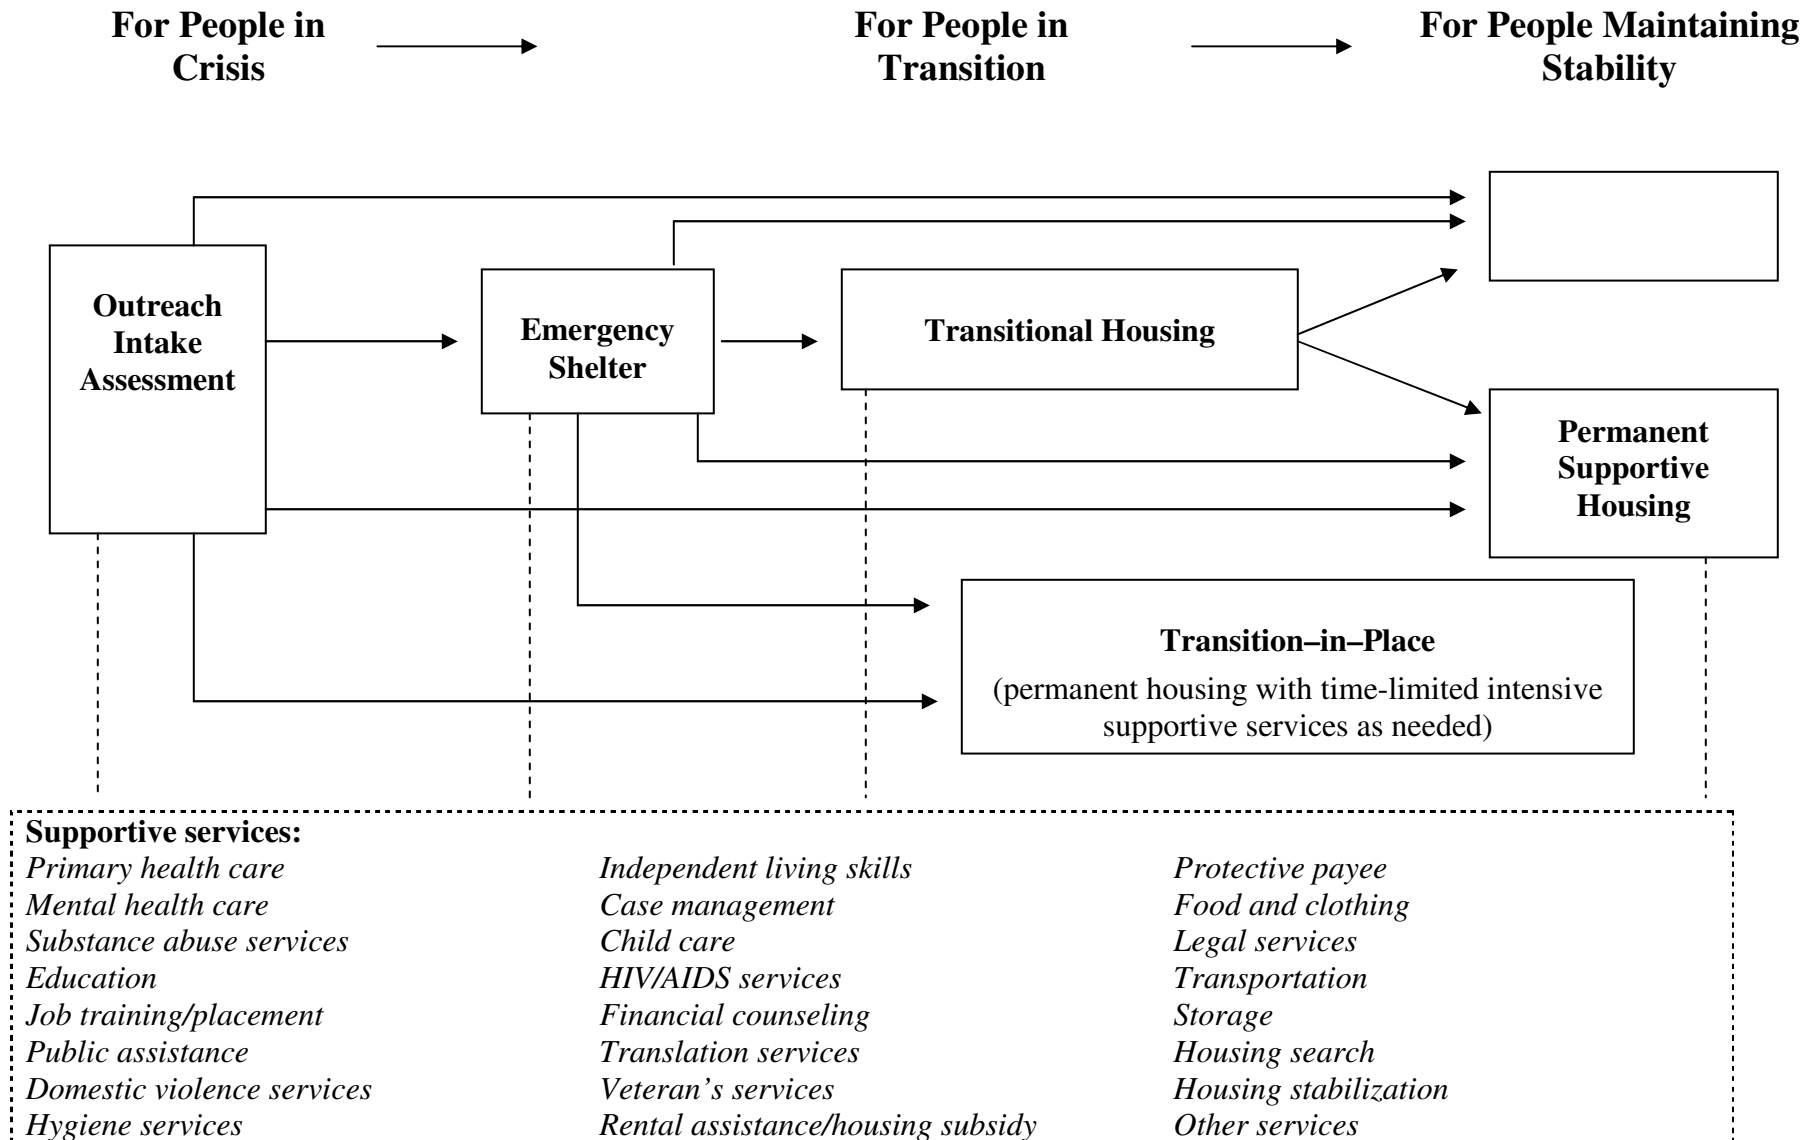 For People in
Crisis
For People in
Transition
For People Maintaining
Stability
Outreach
Intake
Assessment
Emergency
Shelter
Transitional Housing
Permanent
Supportive
Housing
Transition–in–Place
(permanent housing with time-limited intensive
supportive services as needed)
Supportive services:
Primary health care
Mental health care
Substance abuse services
Education
Job training/placement
Public assistance
Domestic violence services
Hygiene services
Independent living skills
Case management
Child care
HIV/AIDS services
Financial counseling
Translation services
Veteran’s services
Rental assistance/housing subsidy
Protective payee
Food and clothing
Legal services
Transportation
Storage
Housing search
Housing stabilization
Other services